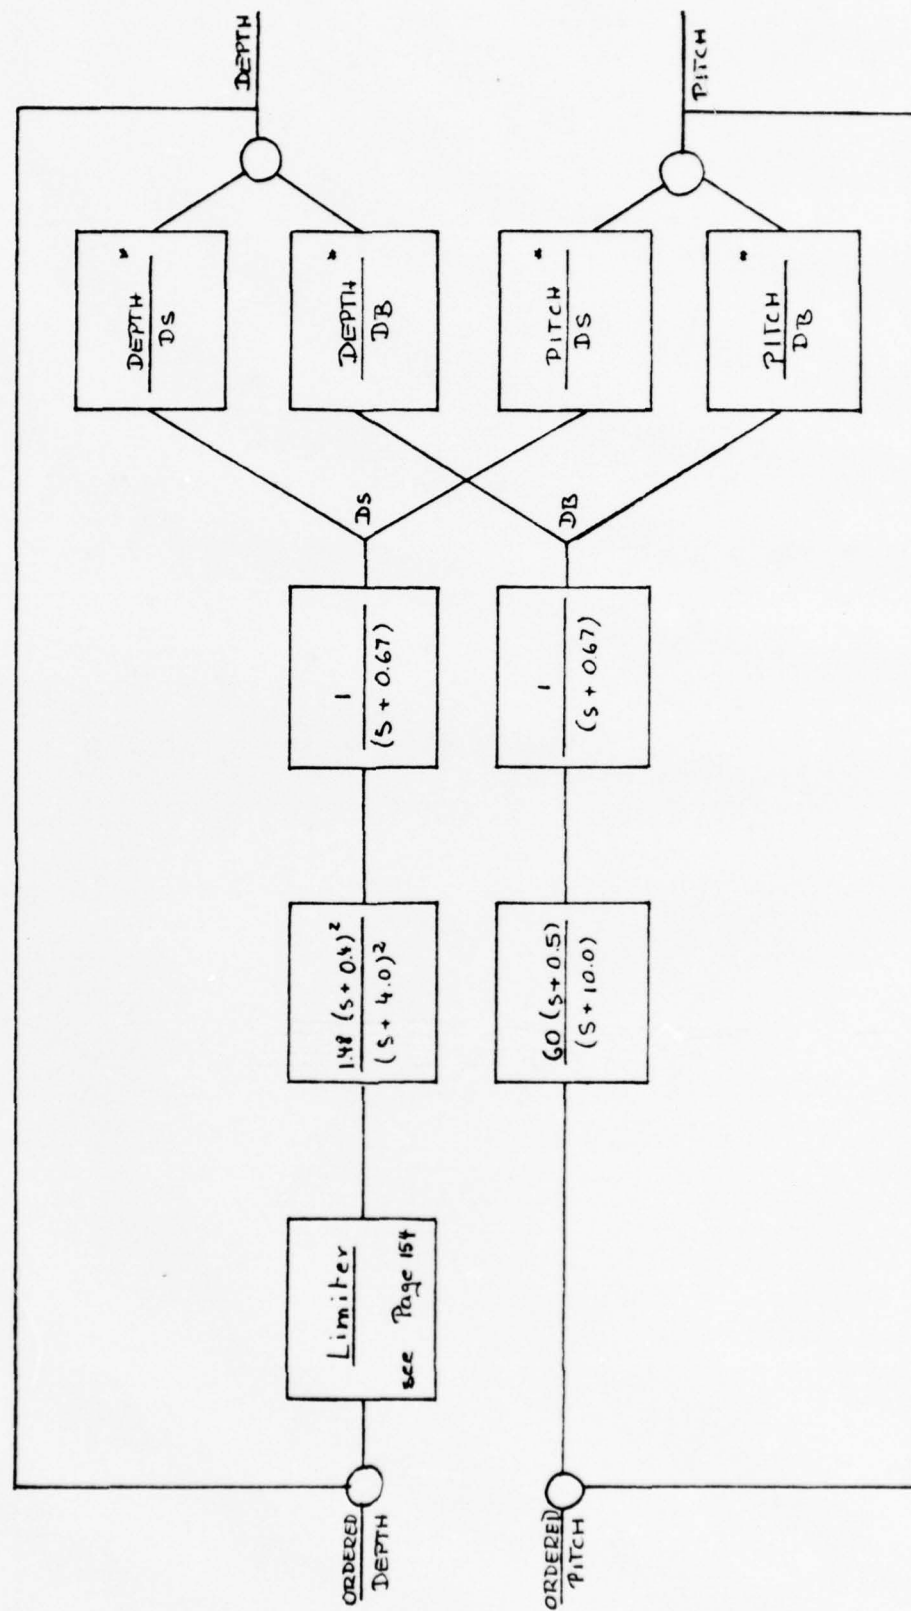 ORDERED
DEPTH
Limiter
see Page 154
1.48 (S + 0.4)²
(S + 4.0)²
1
(S + 0.67)
DS
DEPTH *
DS
DEPTH *
DB
DEPTH
ORDERED
PITCH
60 (S + 0.5)
(S + 10.0)
1
(S + 0.67)
DB
PITCH *
DS
PITCH *
DB
PITCH